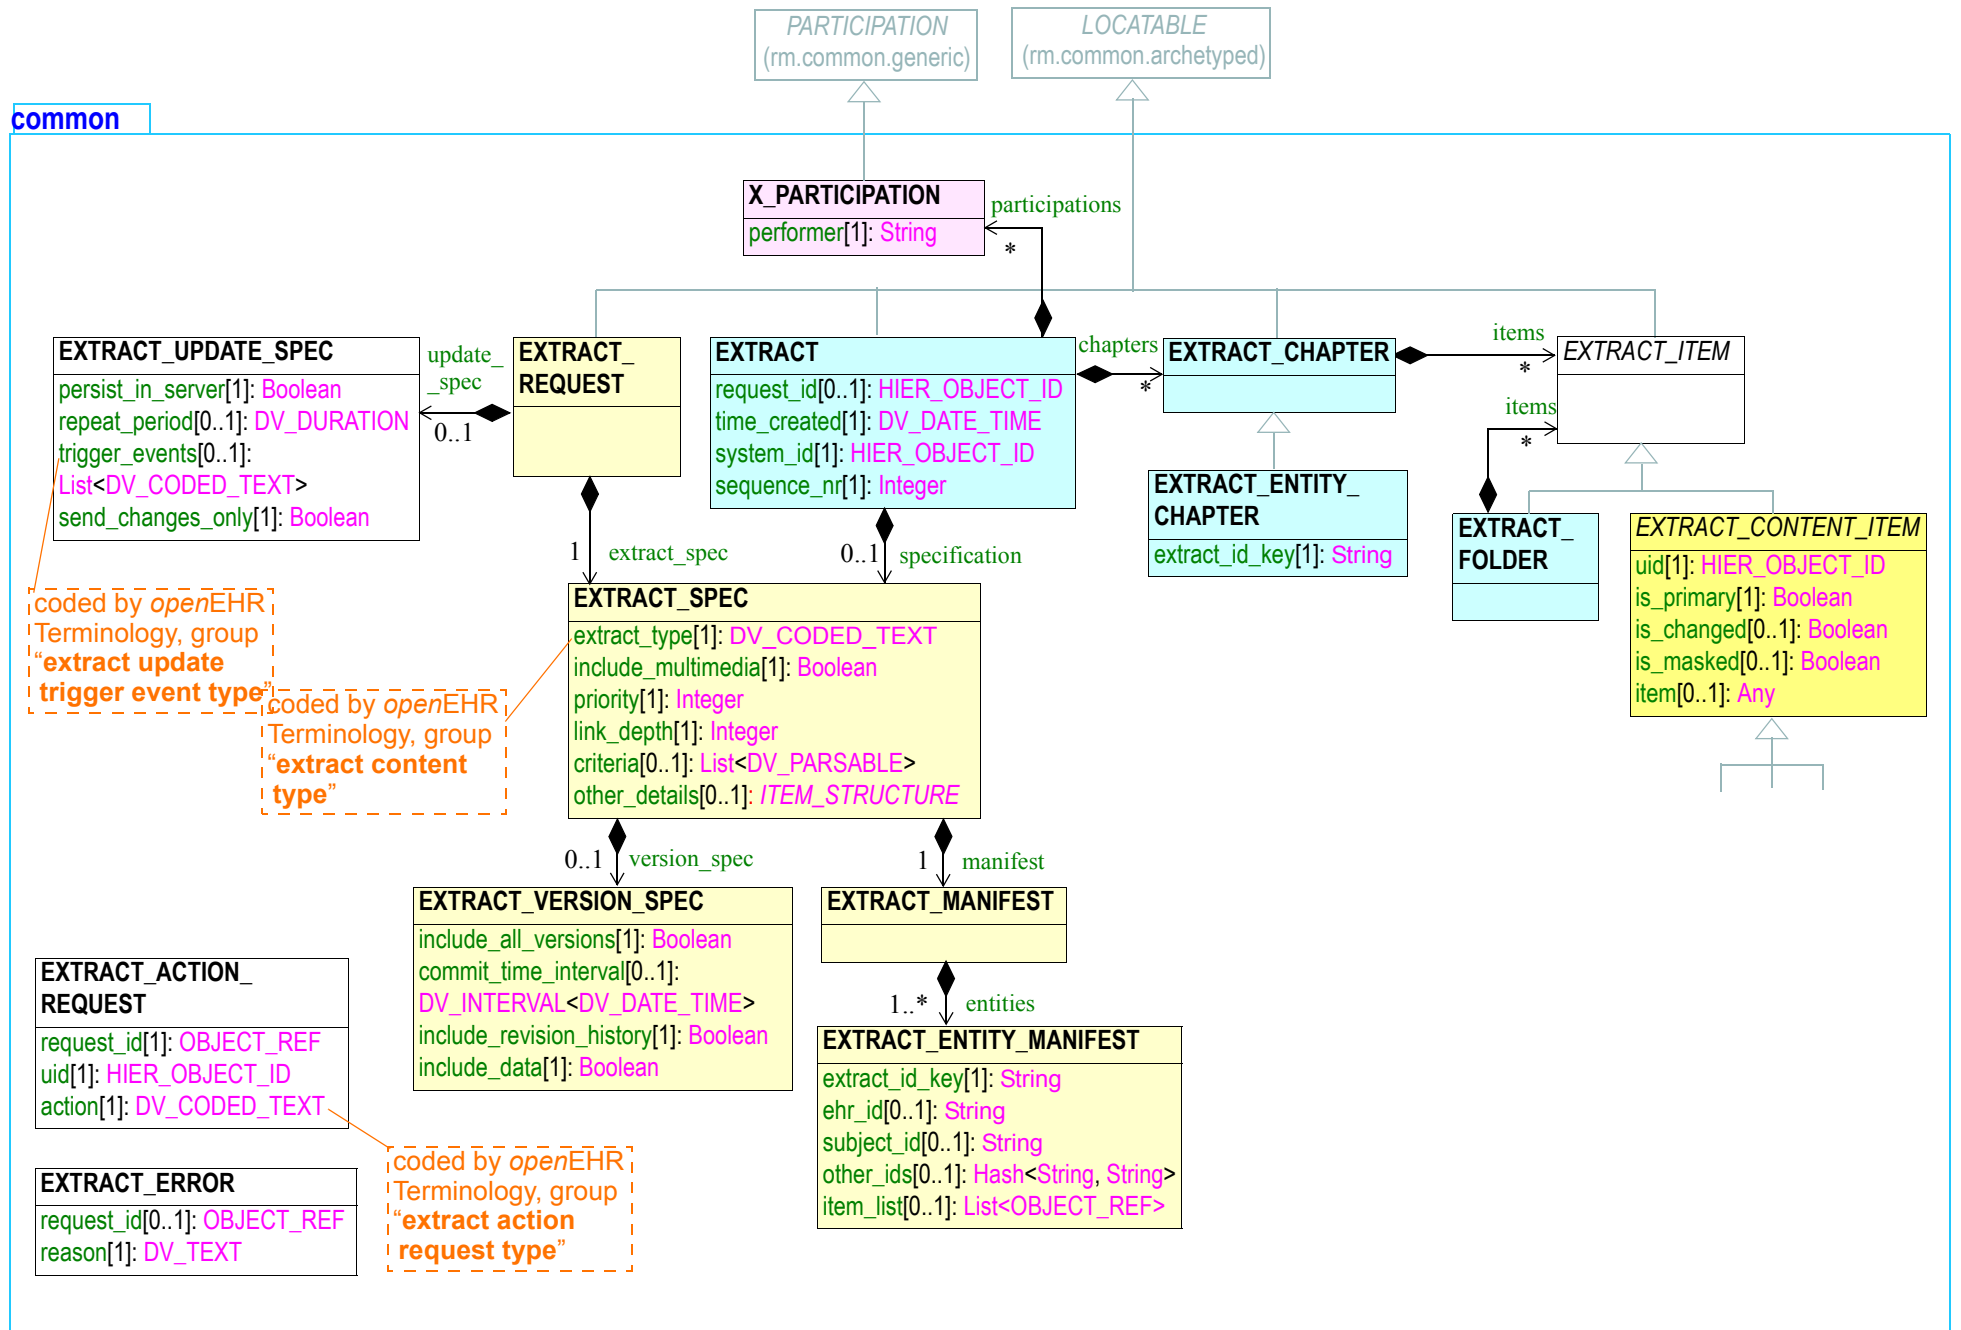 PARTICIPATION
(rm.common.generic)
LOCATABLE
(rm.common.archetyped)
common
X_PARTICIPATION
performer[1]: String
participations
*
EXTRACT_UPDATE_SPEC
persist_in_server[1]: Boolean
repeat_period[0..1]: DV_DURATION
trigger_events[0..1]:
List<DV_CODED_TEXT>
send_changes_only[1]: Boolean
update_
_spec
0..1
EXTRACT_
REQUEST
EXTRACT
request_id[0..1]: HIER_OBJECT_ID
time_created[1]: DV_DATE_TIME
system_id[1]: HIER_OBJECT_ID
sequence_nr[1]: Integer
chapters
*
EXTRACT_CHAPTER
items
*
EXTRACT_ITEM
items
*
EXTRACT_ENTITY_
CHAPTER
extract_id_key[1]: String
EXTRACT_
FOLDER
EXTRACT_CONTENT_ITEM
uid[1]: HIER_OBJECT_ID
is_primary[1]: Boolean
is_changed[0..1]: Boolean
is_masked[0..1]: Boolean
item[0..1]: Any
1
extract_spec
0..1
specification
coded by openEHR
Terminology, group
“extract update
trigger event type”
coded by openEHR
Terminology, group
“extract content
type”
EXTRACT_SPEC
extract_type[1]: DV_CODED_TEXT
include_multimedia[1]: Boolean
priority[1]: Integer
link_depth[1]: Integer
criteria[0..1]: List<DV_PARSABLE>
other_details[0..1]: ITEM_STRUCTURE
0..1
version_spec
1
manifest
EXTRACT_VERSION_SPEC
include_all_versions[1]: Boolean
commit_time_interval[0..1]:
DV_INTERVAL<DV_DATE_TIME>
include_revision_history[1]: Boolean
include_data[1]: Boolean
EXTRACT_MANIFEST
1..*
entities
EXTRACT_ENTITY_MANIFEST
extract_id_key[1]: String
ehr_id[0..1]: String
subject_id[0..1]: String
other_ids[0..1]: Hash<String, String>
item_list[0..1]: List<OBJECT_REF>
EXTRACT_ACTION_
REQUEST
request_id[1]: OBJECT_REF
uid[1]: HIER_OBJECT_ID
action[1]: DV_CODED_TEXT
coded by openEHR
Terminology, group
“extract action
request type”
EXTRACT_ERROR
request_id[0..1]: OBJECT_REF
reason[1]: DV_TEXT